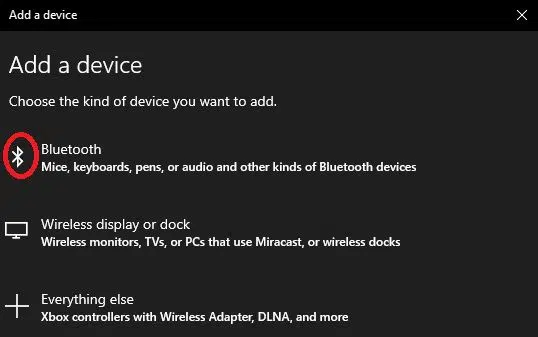 Add a device
Add a device
Choose the kind of device you want to add.
Bluetooth
Mice, keyboards, pens, or audio and other kinds of Bluetooth devices
Wireless display or dock
Wireless monitors, TVs, or PCs that use Miracast, or wireless docks
Everything else
Xbox controllers with Wireless Adapter, DLNA, and more